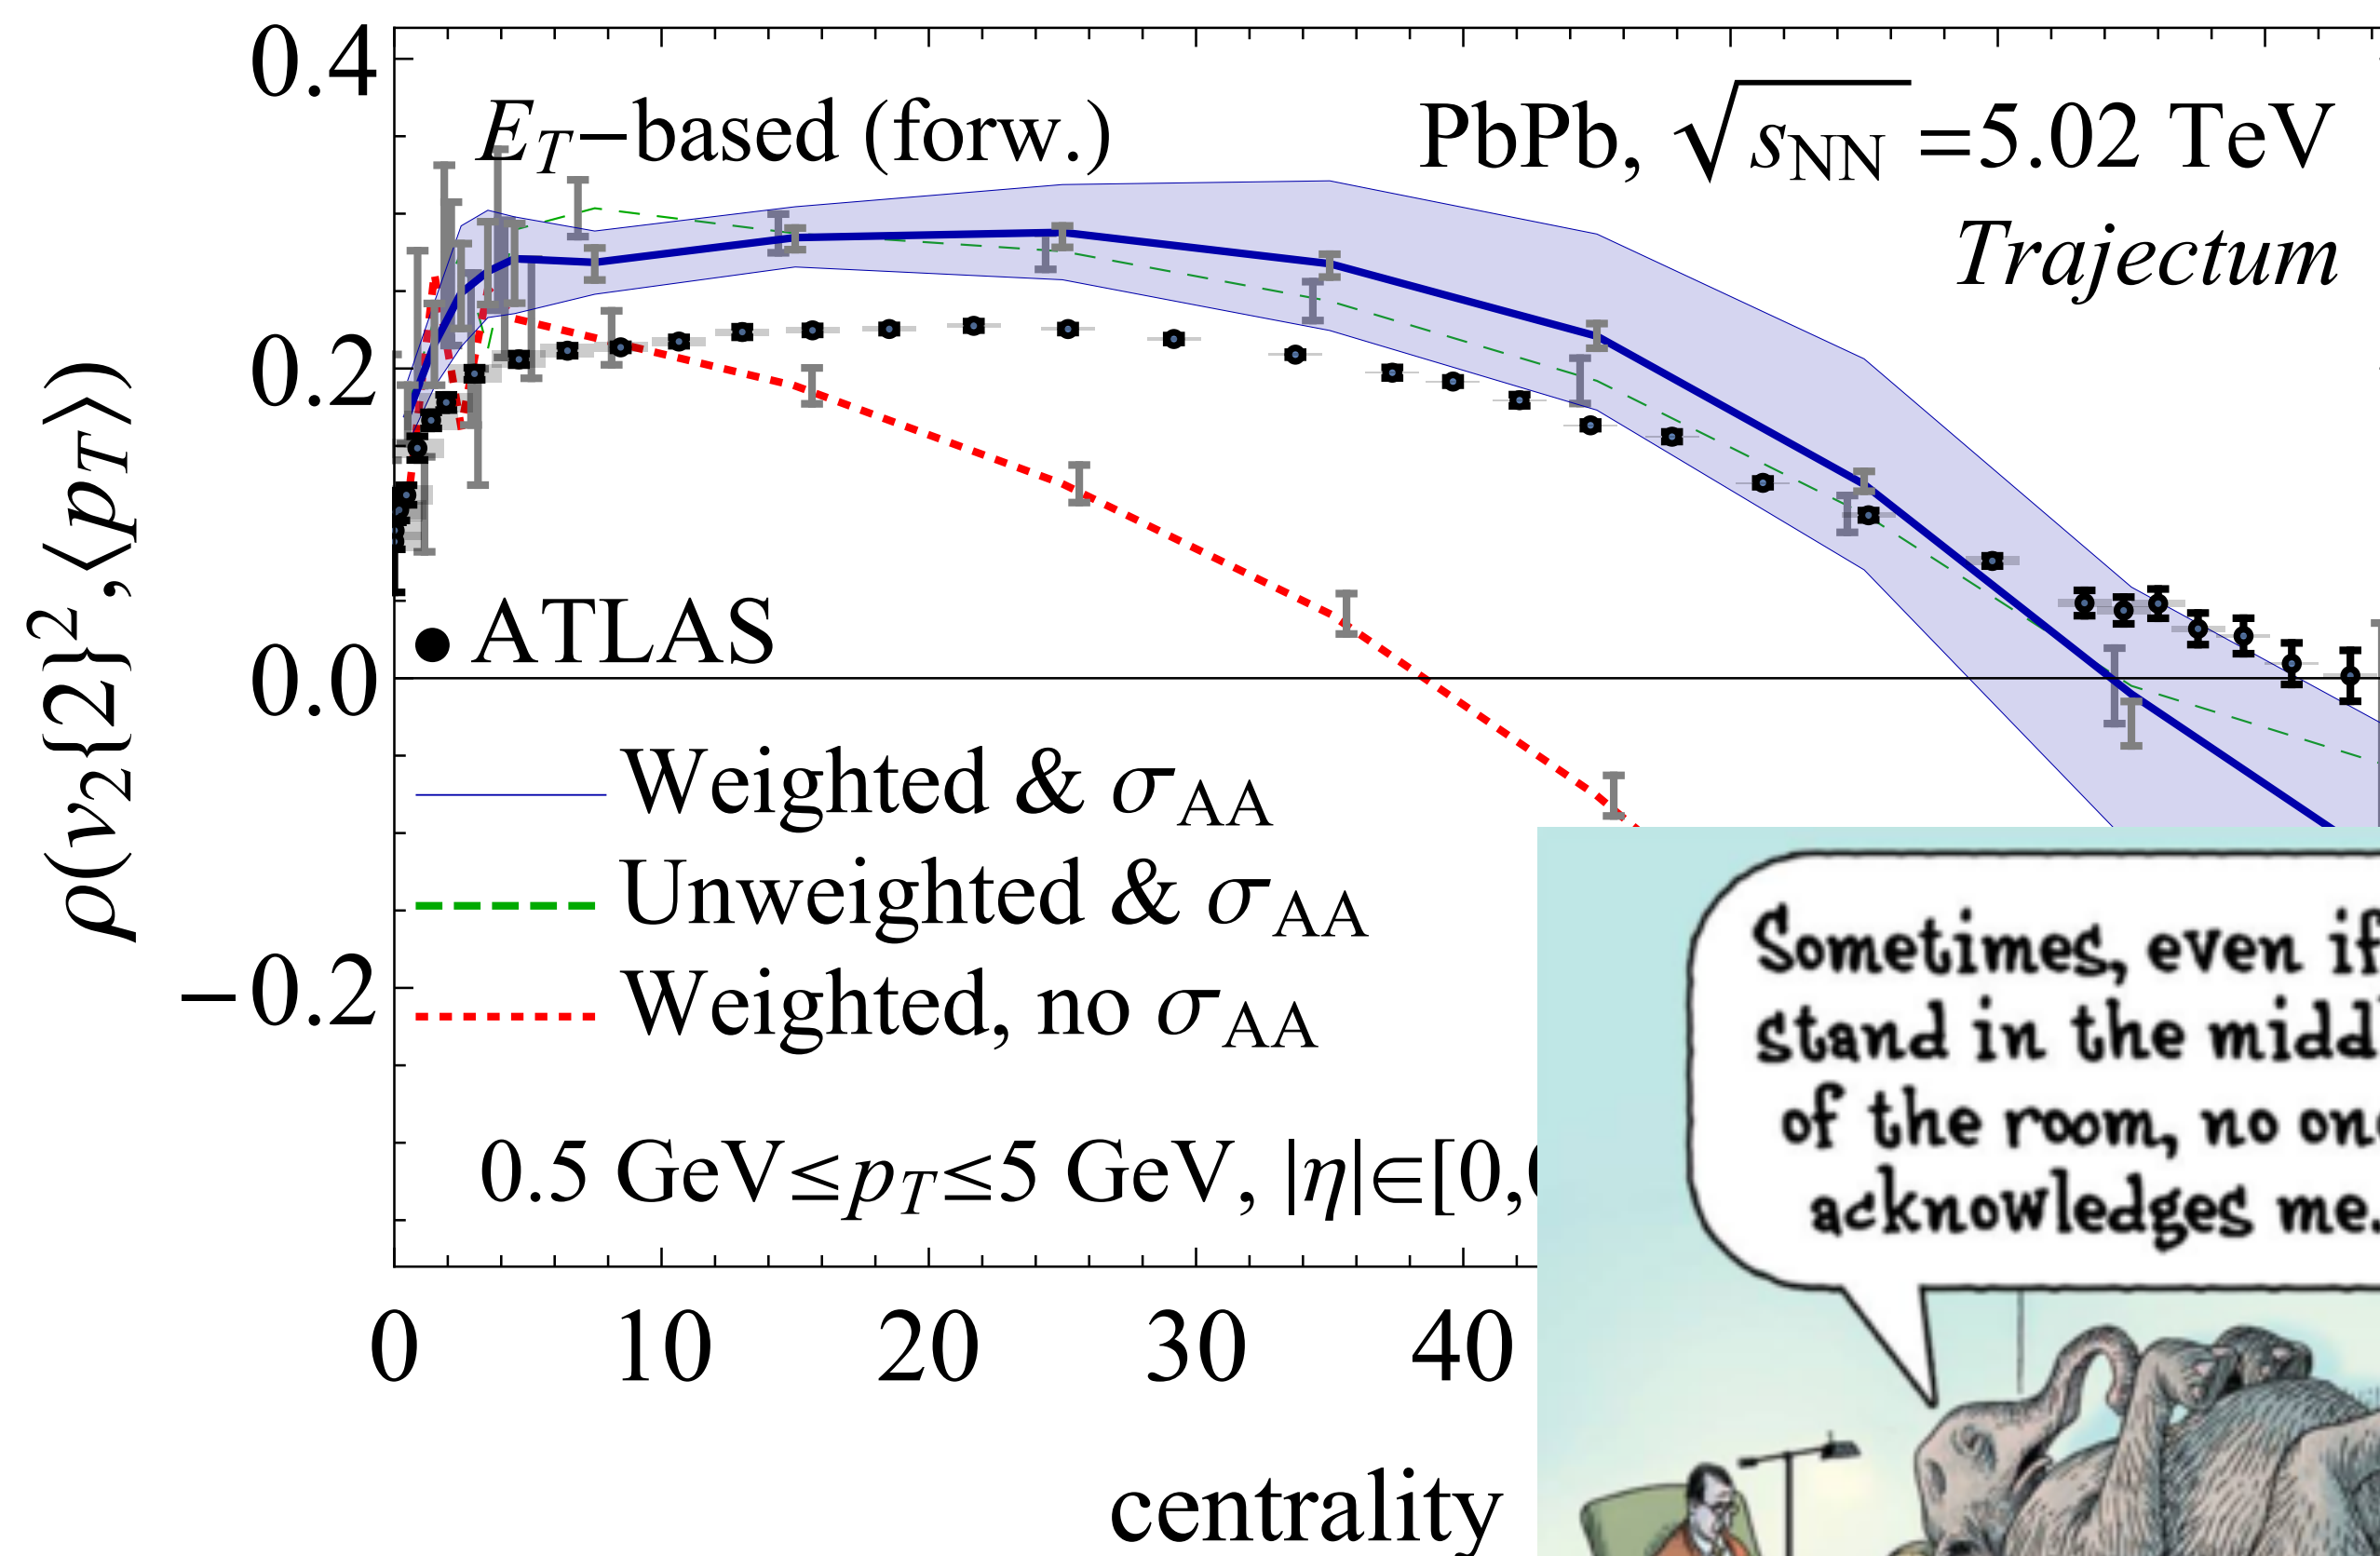 0.4
E_T−based (forw.)
PbPb, √s_NN =5.02 TeV
Trajectum
0.2
ρ(v₂{2}²,⟨p_T⟩)
ATLAS
0.0
Weighted & σ_AA
Unweighted & σ_AA
−0.2
Weighted, no σ_AA
0.5 GeV≤p_T≤5 GeV, |η|∈[0,
0 10 20 30 40
centrality
Sometimes, even if
stand in the midd
of the room, no on
acknowledges me.